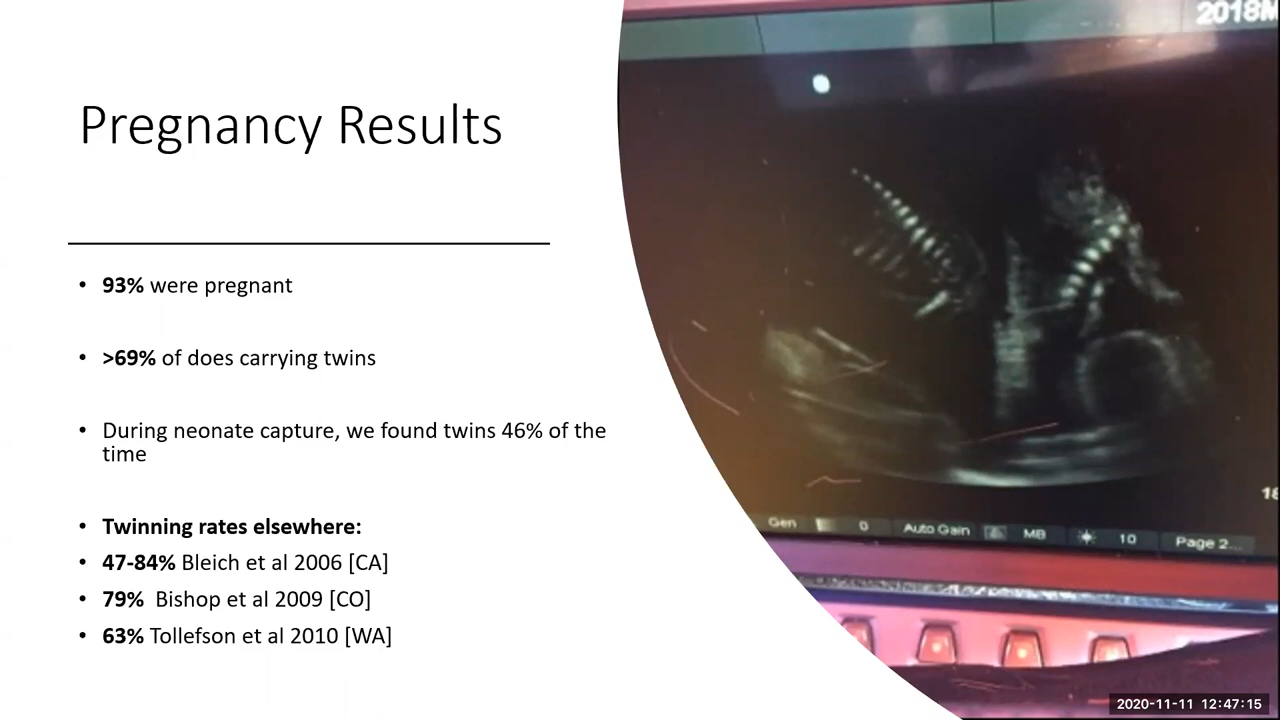 Pregnancy Results
• 93% were pregnant
• >69% of does carrying twins
• During neonate capture, we found twins 46% of the
time
• Twinning rates elsewhere:
• 47-84% Bleich et al 2006 [CA]
• 79% Bishop et al 2009 [CO]
• 63% Tollefson et al 2010 [WA]
2018M
18
Gen 0 Auto Gain MB 10 Page 2...
2020-11-11 12:47:15